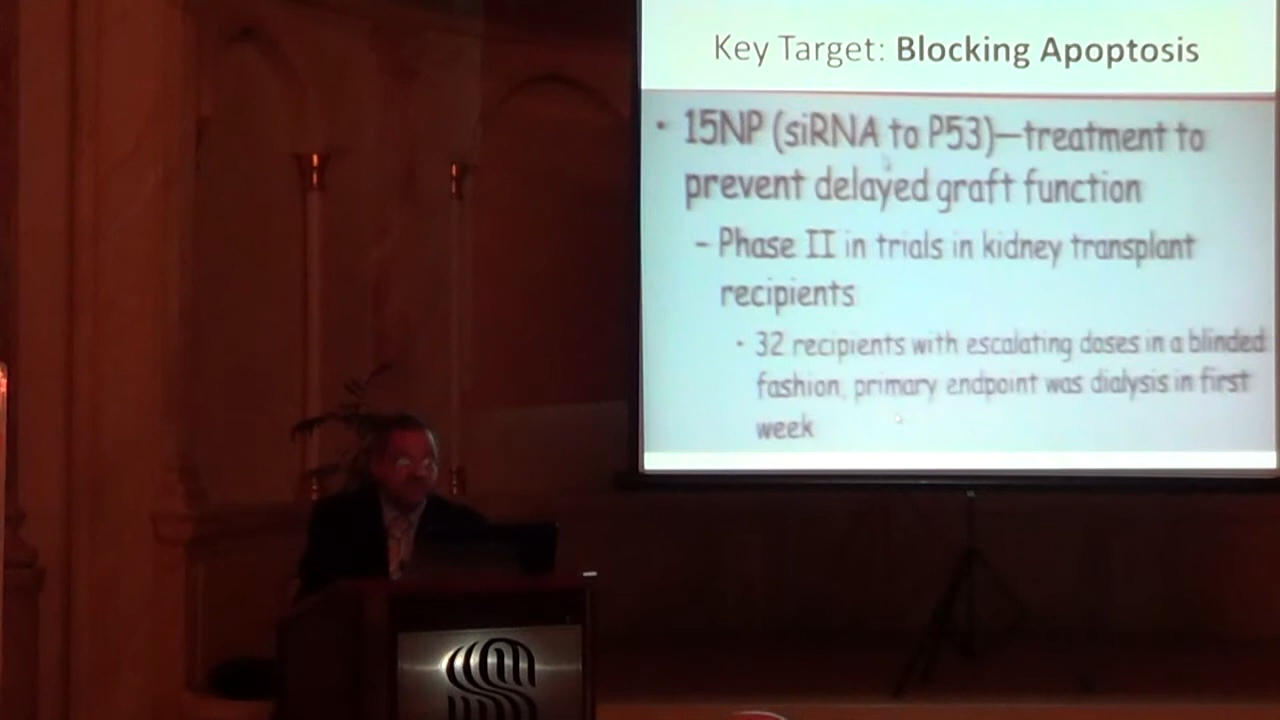 Key Target: Blocking Apoptosis
• 15NP (siRNA to P53)—treatment to
prevent delayed graft function
– Phase II in trials in kidney transplant
recipients
• 32 recipients with escalating doses in a blinded
fashion, primary endpoint was dialysis in first
week
S